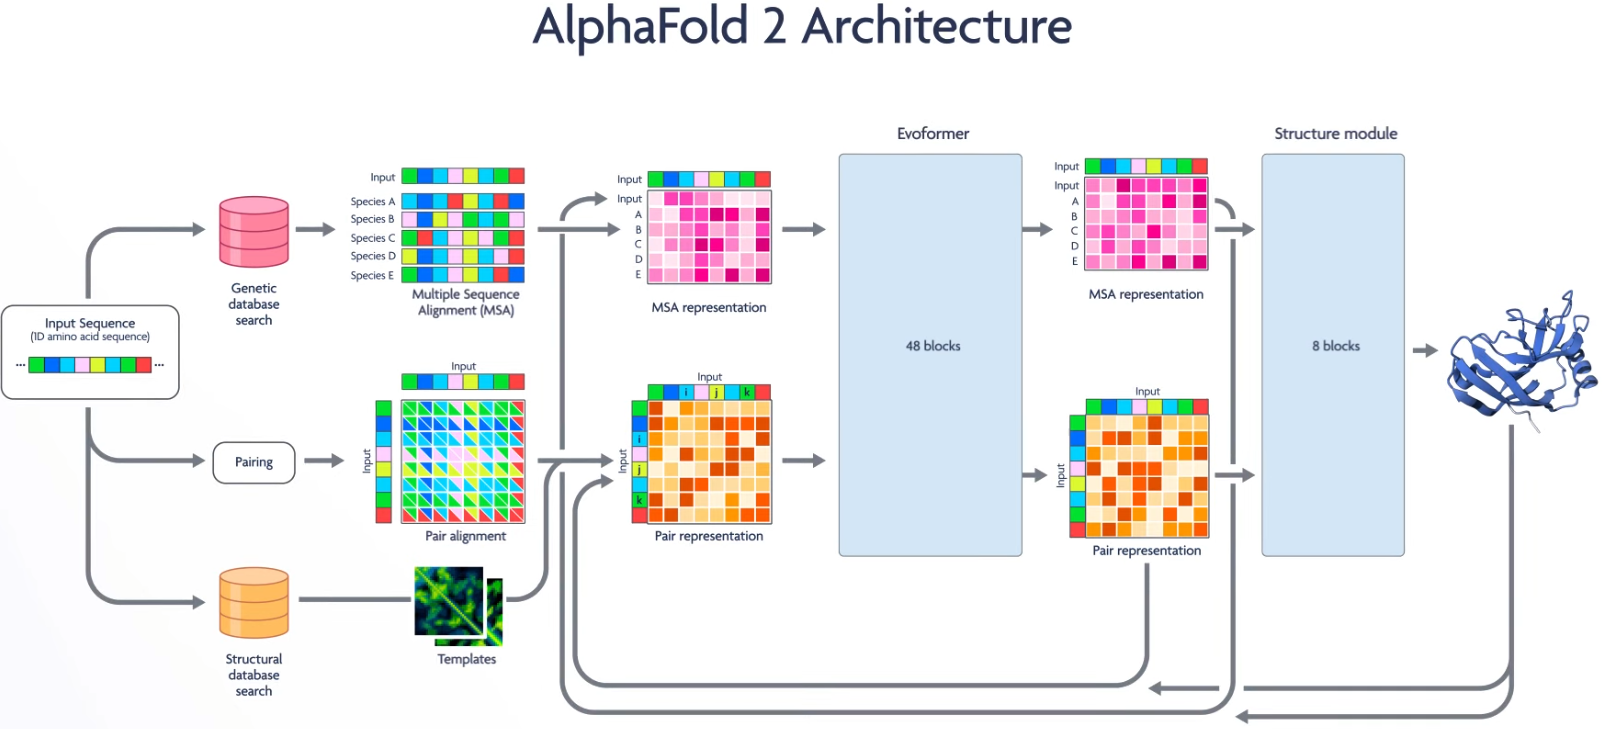 AlphaFold 2 Architecture
Input Sequence
(1D amino acid sequence)
...
...
Genetic
database
search
Pairing
Structural
database
search
Input
Species A
Species B
Species C
Species D
Species E
Multiple Sequence
Alignment (MSA)
Input
Input
Pair alignment
Templates
Input
Input
A
B
C
D
E
MSA representation
Input
i
j
k
Input
i
j
k
Pair representation
Evoformer
48 blocks
Input
Input
A
B
C
D
E
MSA representation
Input
Input
Pair representation
Structure module
8 blocks